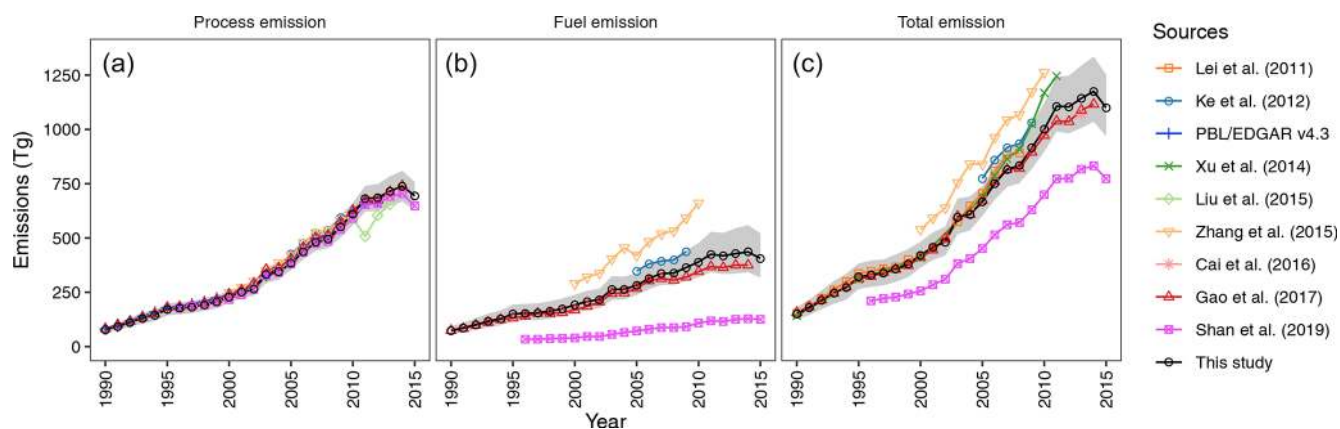 Process emission
Fuel emission
Total emission
(a)
(b)
(c)
Emissions (Tg)
1250
1000
750
500
250
0
1990
1995
2000
2005
2010
2015
1990
1995
2000
2005
2010
2015
1990
1995
2000
2005
2010
2015
Year
Sources
Lei et al. (2011)
Ke et al. (2012)
PBL/EDGAR v4.3
Xu et al. (2014)
Liu et al. (2015)
Zhang et al. (2015)
Cai et al. (2016)
Gao et al. (2017)
Shan et al. (2019)
This study